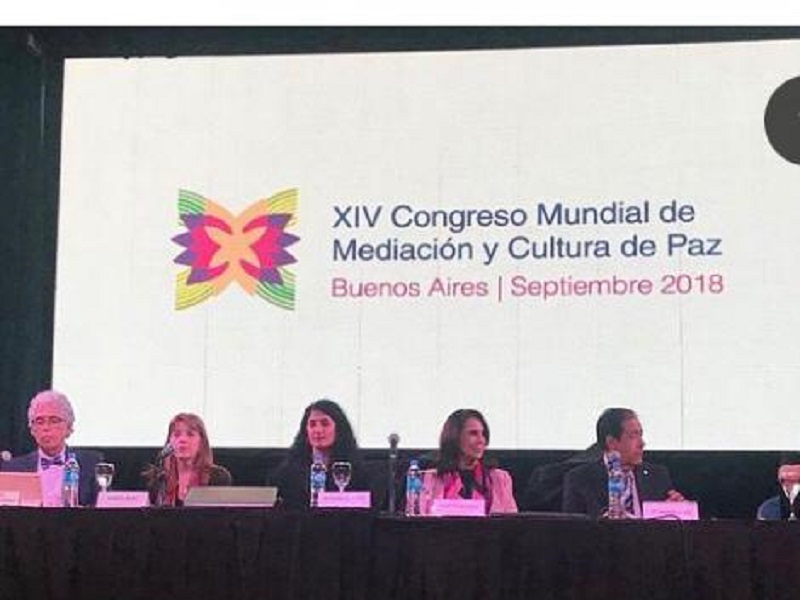 XIV Congreso Mundial de
Mediación y Cultura de Paz
Buenos Aires | Septiembre 2018